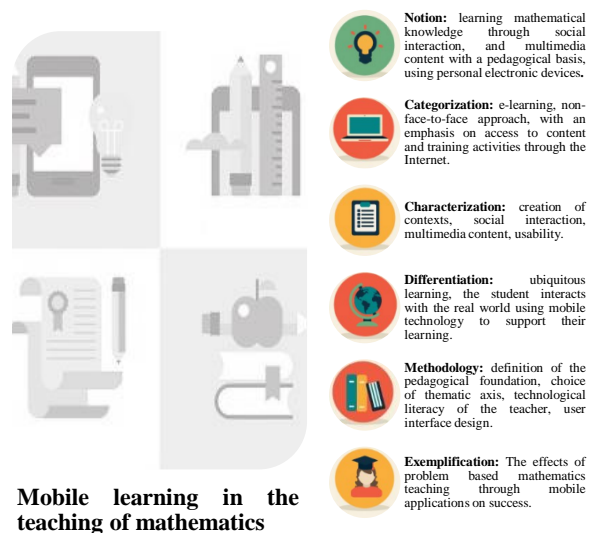 Notion: learning mathematical
knowledge through social
interaction, and multimedia
content with a pedagogical basis,
using personal electronic devices.
Categorization: e-learning, non-
face-to-face approach, with an
emphasis on access to content
and training activities through the
Internet.
Characterization: creation of
contexts, social interaction,
multimedia content, usability.
Differentiation: ubiquitous
learning, the student interacts
with the real world using mobile
technology to support their
learning.
Methodology: definition of the
pedagogical foundation, choice
of thematic axis, technological
literacy of the teacher, user
interface design.
Exemplification: The effects of
problem based mathematics
teaching through mobile
applications on success.
Mobile learning in the
teaching of mathematics